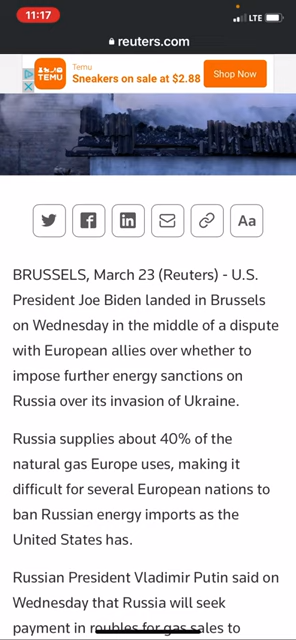 11:17
LTE
reuters.com
Temu
Sneakers on sale at $2.88
Shop Now
TEMU
Aa
BRUSSELS, March 23 (Reuters) - U.S.
President Joe Biden landed in Brussels
on Wednesday in the middle of a dispute
with European allies over whether to
impose further energy sanctions on
Russia over its invasion of Ukraine.
Russia supplies about 40% of the
natural gas Europe uses, making it
difficult for several European nations to
ban Russian energy imports as the
United States has.
Russian President Vladimir Putin said on
Wednesday that Russia will seek
payment in roubles for gas sales to